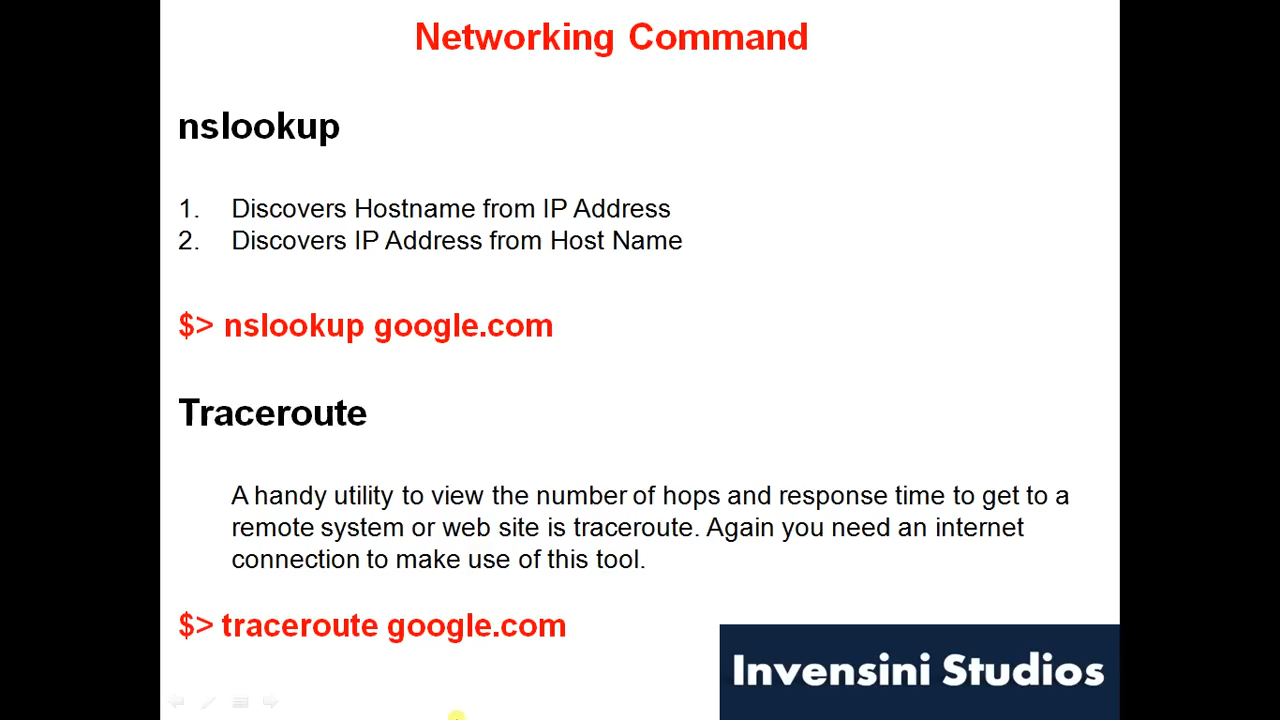 Networking Command
nslookup
1. Discovers Hostname from IP Address
2. Discovers IP Address from Host Name
$> nslookup google.com
Traceroute
A handy utility to view the number of hops and response time to get to a
remote system or web site is traceroute. Again you need an internet
connection to make use of this tool.
$> traceroute google.com
Invensini Studios